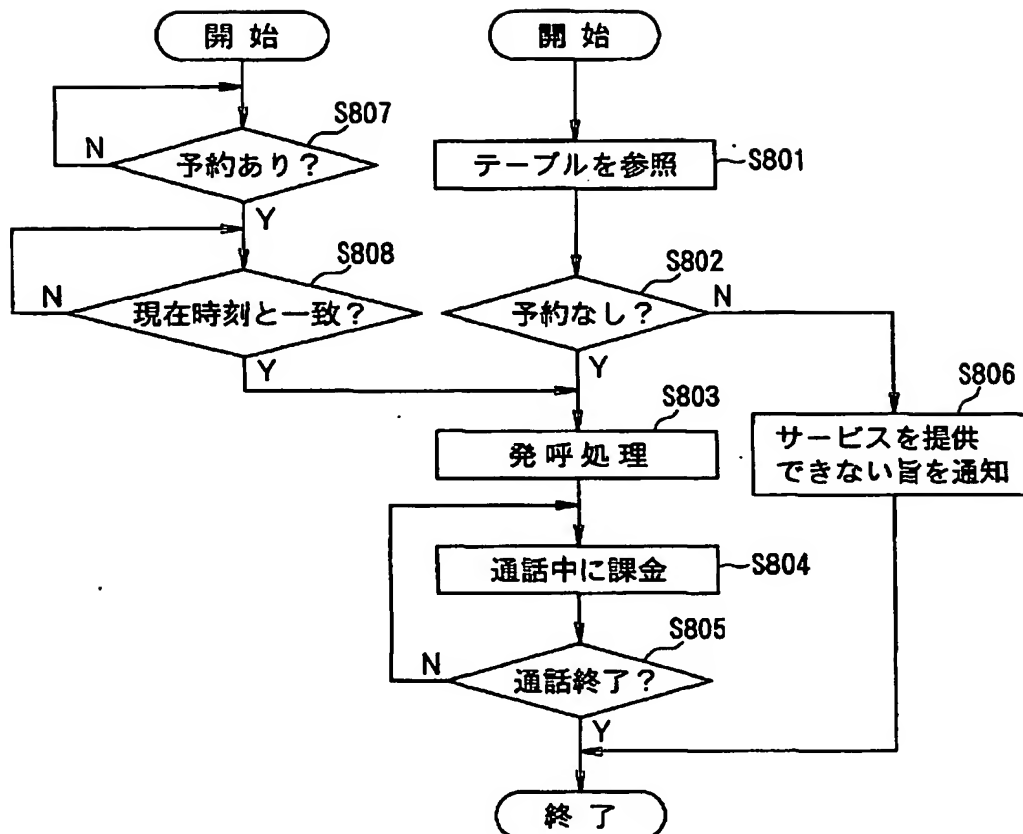 開始
開始
S807
N
予約あり？
Y
テーブルを参照
S801
S808
N
現在時刻と一致？
Y
S802
N
予約なし？
Y
S803
発呼処理
S806
サービスを提供
できない旨を通知
通話中に課金
S804
S805
N
通話終了？
Y
終了